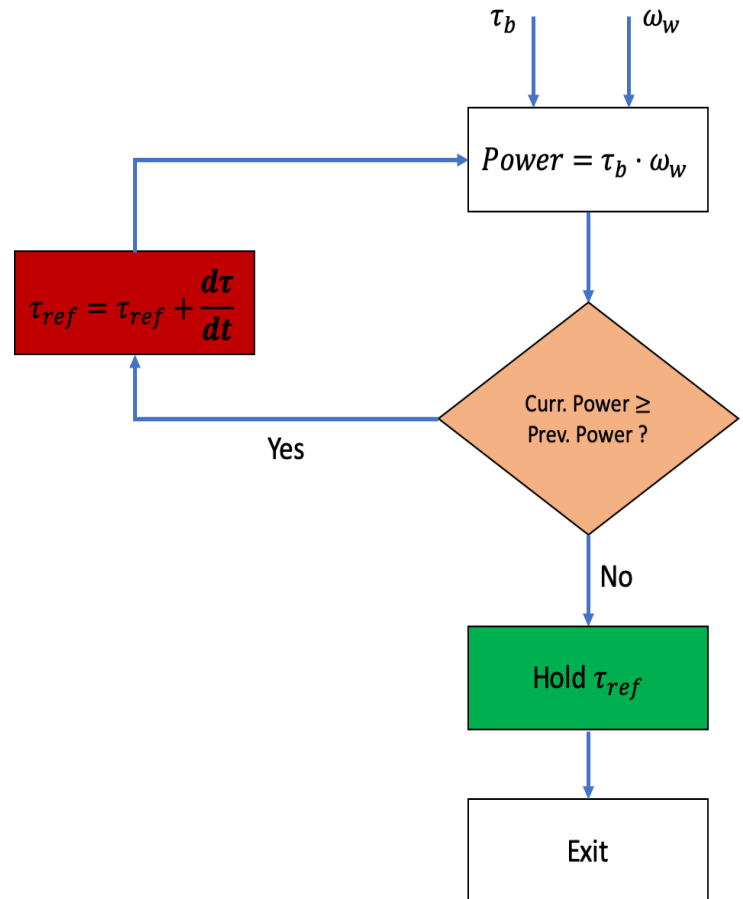 τ_b ω_w
Power = τ_b · ω_w
τ_ref = τ_ref + dτ/dt
Curr. Power ≥
Prev. Power ?
Yes
No
Hold τ_ref
Exit